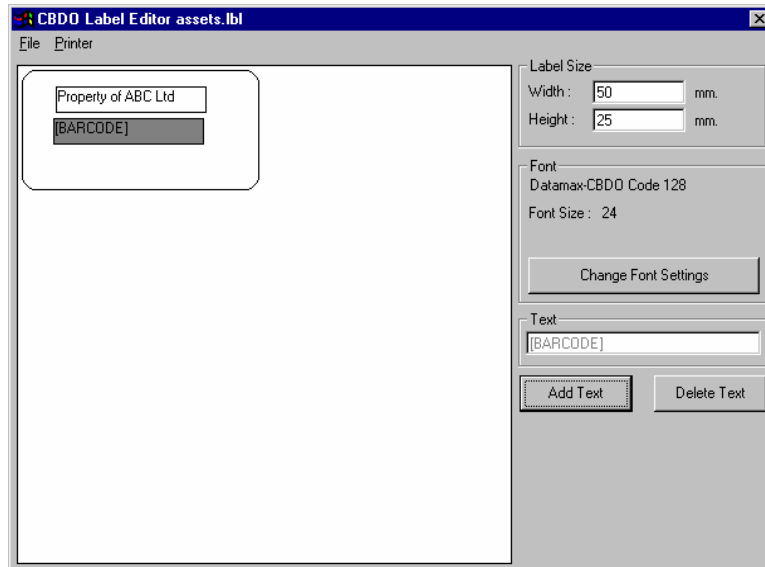 CBDO Label Editor assets.lbl
File Printer
Property of ABC Ltd
[BARCODE]
Label Size
Width : 50 mm.
Height : 25 mm.
Font
Datamax-CBDO Code 128
Font Size : 24
Change Font Settings
Text
[BARCODE]
Add Text Delete Text